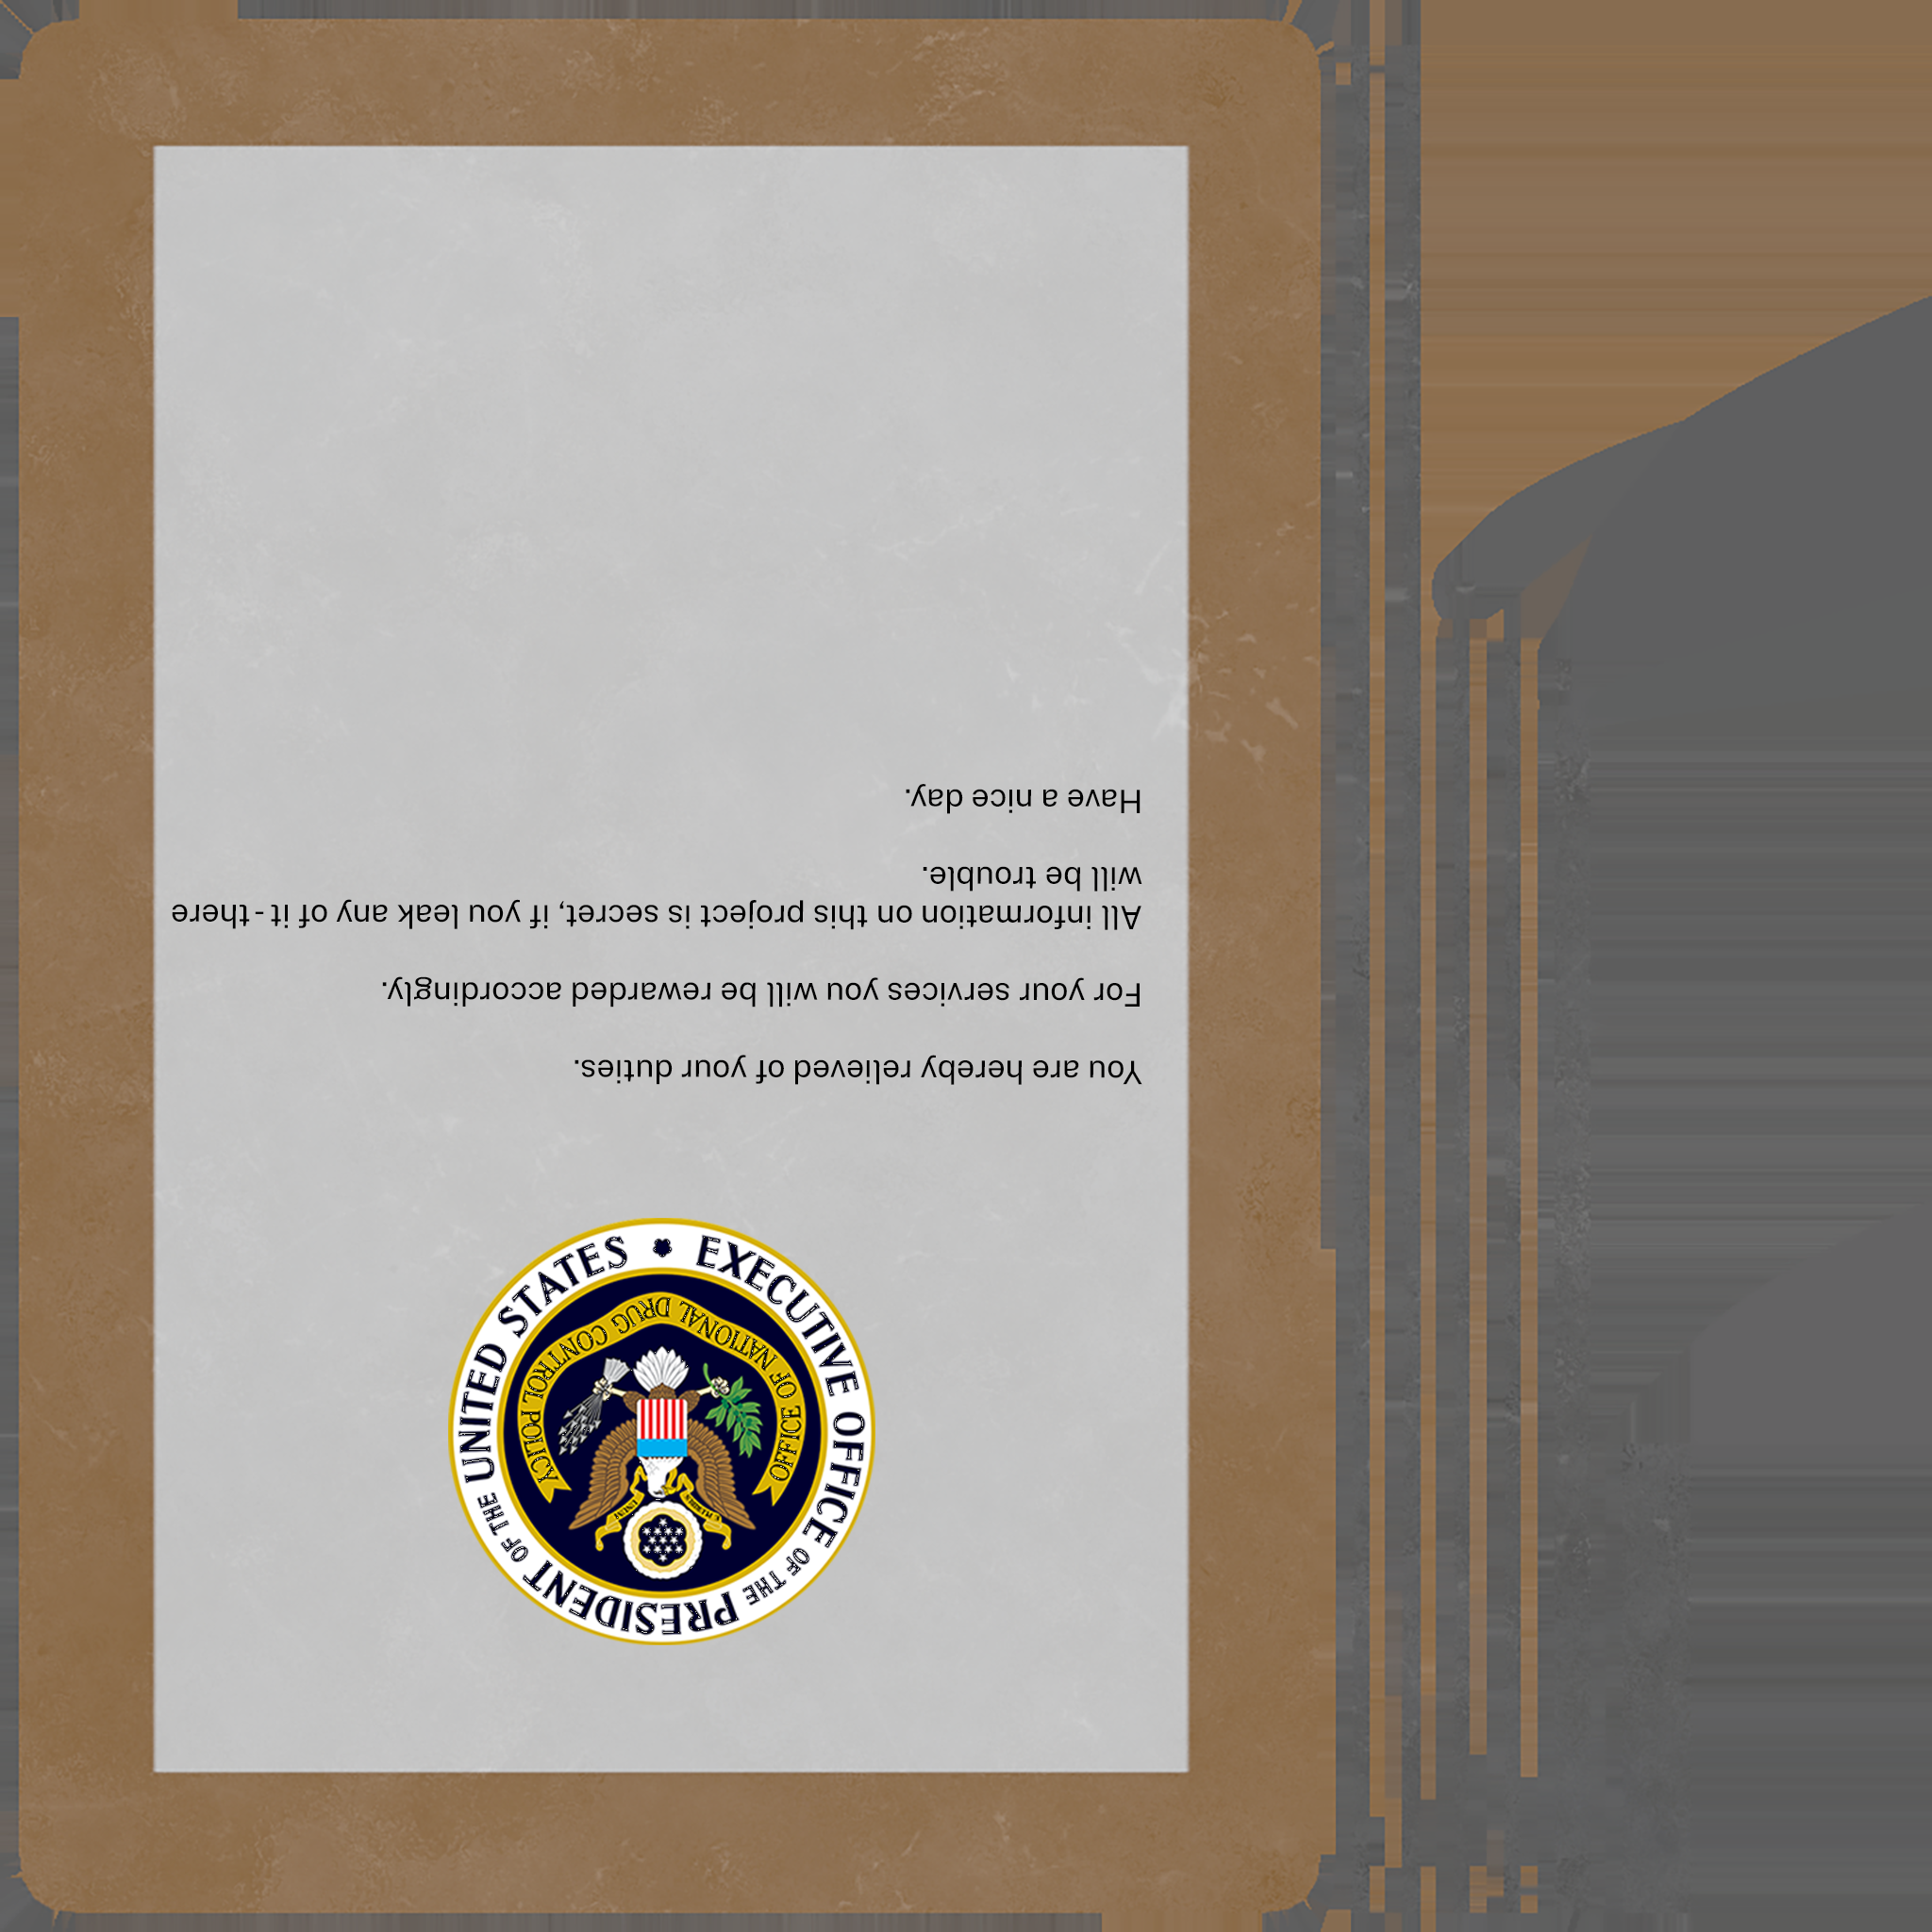 EXECUTIVE OFFICE OF THE PRESIDENT OF THE UNITED STATES
OFFICE OF NATIONAL DRUG CONTROL POLICY
You are hereby relieved of your duties.
For your services you will be rewarded accordingly.
All information on this project is secret, if you leak any of it - there
will be trouble.
Have a nice day.